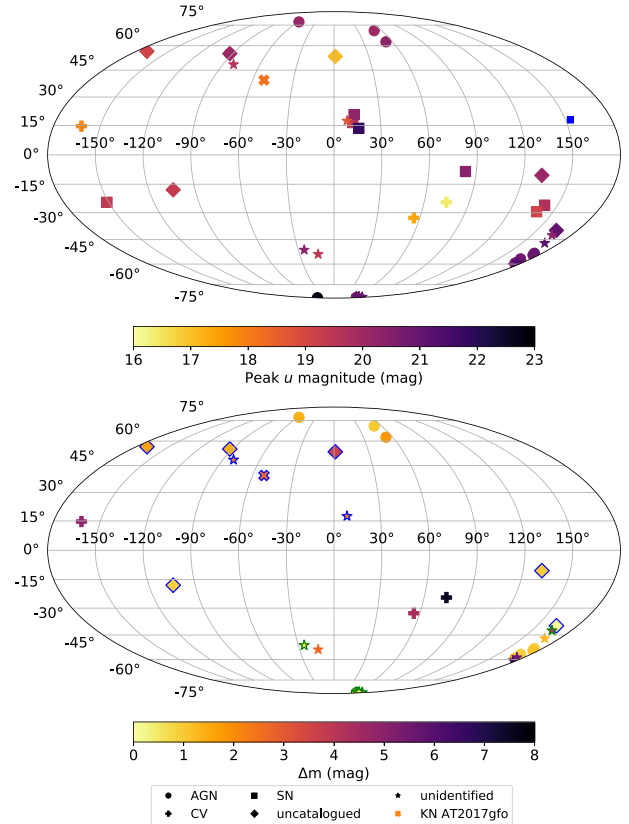 75°
60°
45°
30°
15°
0°
-15°
-30°
-45°
-60°
-75°
-150° -120° -90° -60° -30° 0° 30° 60° 90° 120° 150°
16 17 18 19 20 21 22 23
Peak u magnitude (mag)
75°
60°
45°
30°
15°
0°
-15°
-30°
-45°
-60°
-75°
-150° -120° -90° -60° -30° 0° 30° 60° 90° 120° 150°
0 1 2 3 4 5 6 7 8
Δm (mag)
AGN SN unidentified
CV uncatalogued KN AT2017gfo